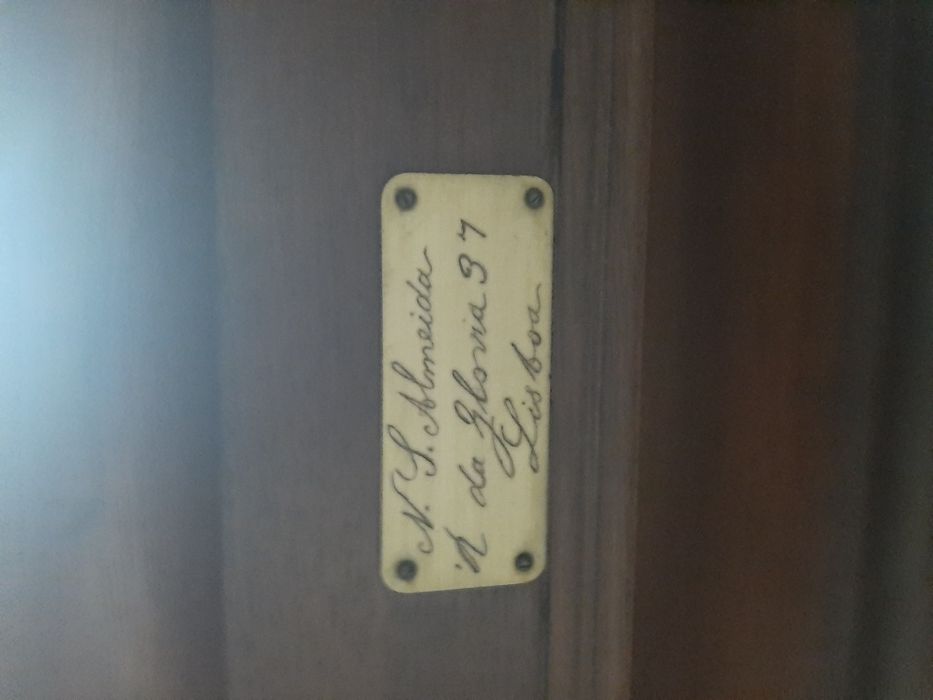 N. S. Almeida
R da Gloria 37
Lisboa